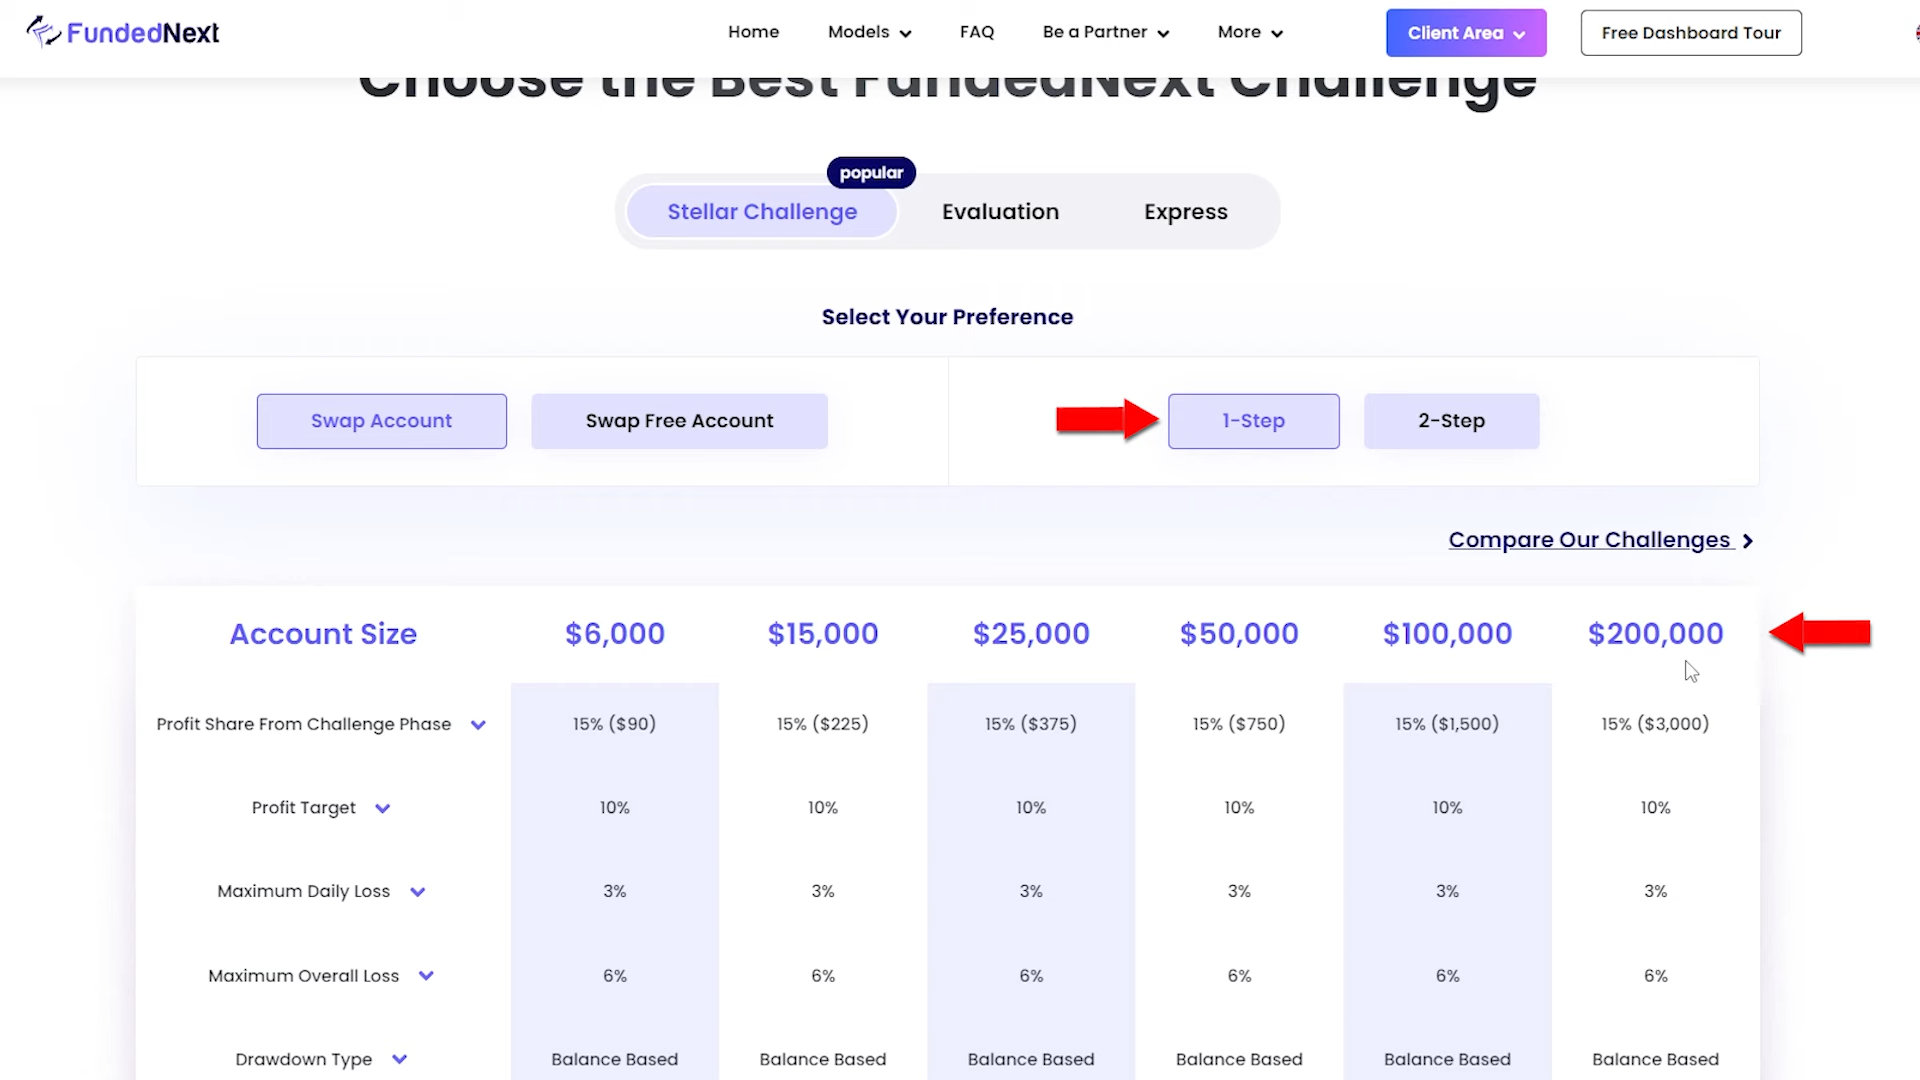 FundedNext
Home Models FAQ Be a Partner More Client Area Free Dashboard Tour
Choose the Best FundedNext Challenge
popular
Stellar Challenge Evaluation Express
Select Your Preference
Swap Account Swap Free Account 1-Step 2-Step
Compare Our Challenges
Account Size $6,000 $15,000 $25,000 $50,000 $100,000 $200,000
Profit Share From Challenge Phase 15% ($90) 15% ($225) 15% ($375) 15% ($750) 15% ($1,500) 15% ($3,000)
Profit Target 10% 10% 10% 10% 10% 10%
Maximum Daily Loss 3% 3% 3% 3% 3% 3%
Maximum Overall Loss 6% 6% 6% 6% 6% 6%
Drawdown Type Balance Based Balance Based Balance Based Balance Based Balance Based Balance Based